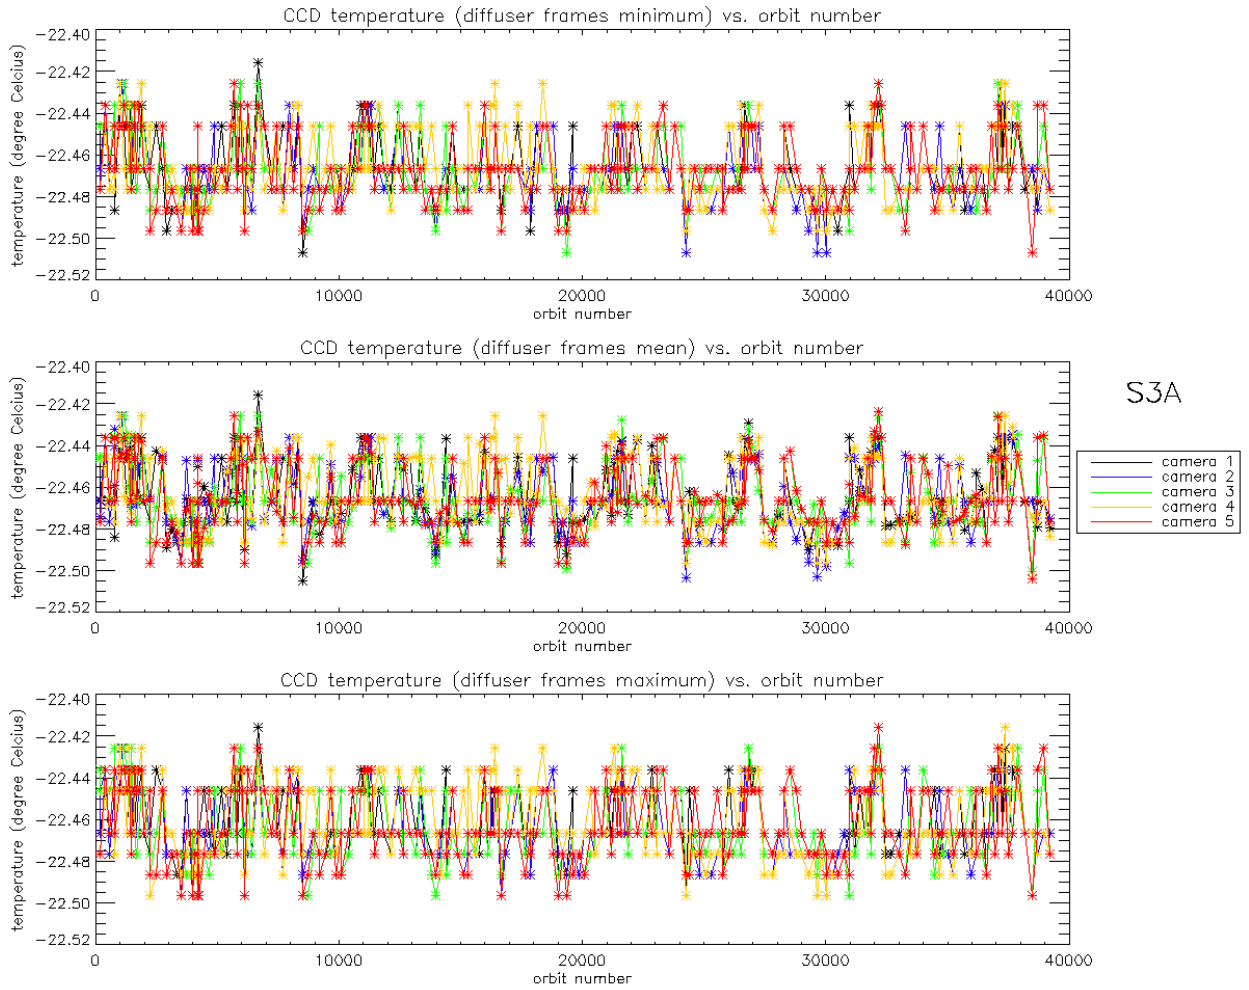 CCD temperature (diffuser frames minimum) vs. orbit number
temperature (degree Celcius)
-22.40
-22.42
-22.44
-22.46
-22.48
-22.50
-22.52
0 10000 20000 30000 40000
orbit number
CCD temperature (diffuser frames mean) vs. orbit number
temperature (degree Celcius)
-22.40
-22.42
-22.44
-22.46
-22.48
-22.50
-22.52
0 10000 20000 30000 40000
orbit number
S3A
camera 1
camera 2
camera 3
camera 4
camera 5
CCD temperature (diffuser frames maximum) vs. orbit number
temperature (degree Celcius)
-22.40
-22.42
-22.44
-22.46
-22.48
-22.50
-22.52
0 10000 20000 30000 40000
orbit number